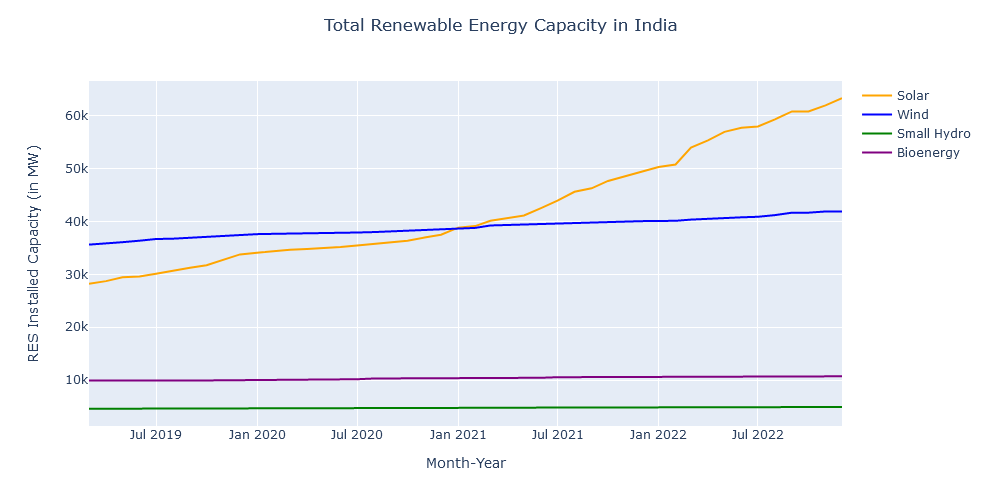 Total Renewable Energy Capacity in India
RES Installed Capacity (in MW)
60k
50k
40k
30k
20k
10k
Jul 2019
Jan 2020
Jul 2020
Jan 2021
Jul 2021
Jan 2022
Jul 2022
Month-Year
Solar
Wind
Small Hydro
Bioenergy